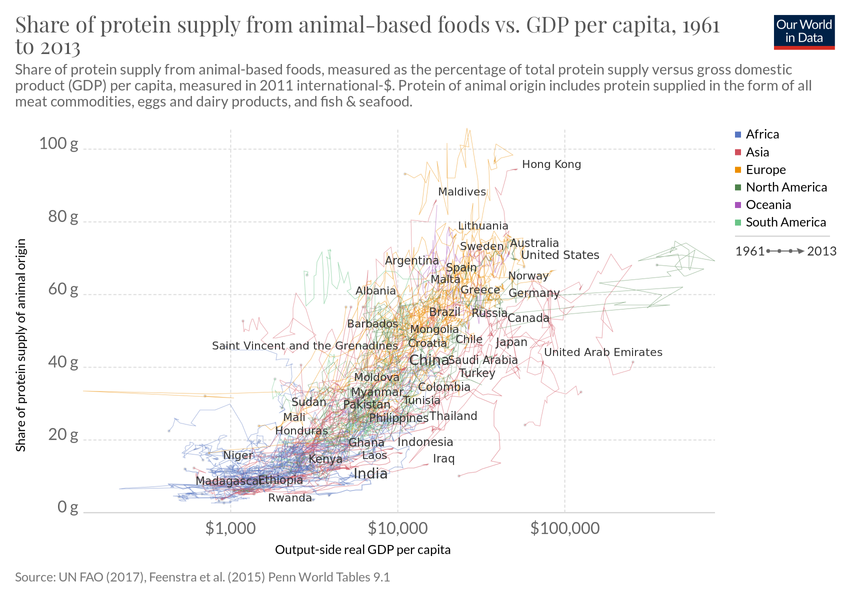 Share of protein supply from animal-based foods vs. GDP per capita, 1961
to 2013
Our World
in Data
Share of protein supply from animal-based foods, measured as the percentage of total protein supply versus gross domestic
product (GDP) per capita, measured in 2011 international-$. Protein of animal origin includes protein supplied in the form of all
meat commodities, eggs and dairy products, and fish & seafood.
100 g
80 g
60 g
40 g
20 g
0 g
Share of protein supply of animal origin
Hong Kong
Maldives
Lithuania
Sweden
Australia
United States
Argentina
Spain
Malta
Norway
Albania
Greece
Germany
Brazil
Russia
Canada
Barbados
Mongolia
Saint Vincent and the Grenadines
Croatia
Chile
Japan
United Arab Emirates
China
Saudi Arabia
Turkey
Moldova
Colombia
Myanmar
Sudan
Pakistan
Tunisia
Mali
Philippines
Thailand
Honduras
Ghana
Indonesia
Niger
Kenya
Laos
Iraq
India
Madagascar
Ethiopia
Rwanda
$1,000
$10,000
$100,000
Output-side real GDP per capita
Africa
Asia
Europe
North America
Oceania
South America
1961
2013
Source: UN FAO (2017), Feenstra et al. (2015) Penn World Tables 9.1